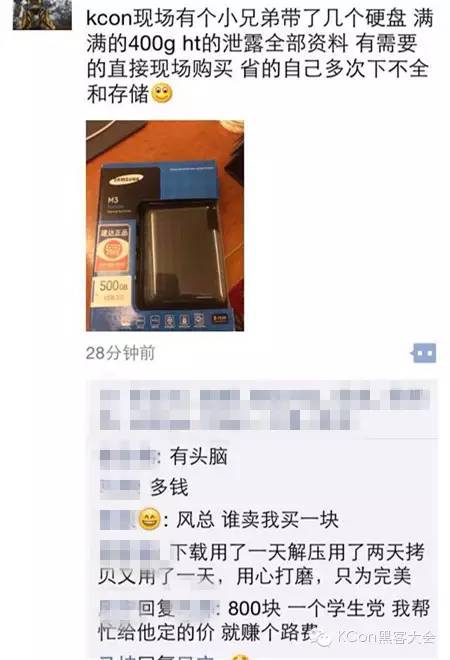 kcon现场有个小兄弟带了几个硬盘 满
满的400g ht的泄露全部资料 有需要
的直接现场购买 省的自己多次下不全
和存储
SAMSUNG
M3
建达正品
500GB
28分钟前
: 有头脑
: 多钱
: 风总 谁卖我买一块
: 下载用了一天解压用了两天拷
贝又用了一天，用心打磨，只为完美
回复 : 800块 一个学生党 我帮
忙给他定的价 就赚个路费
KCon黑客大会